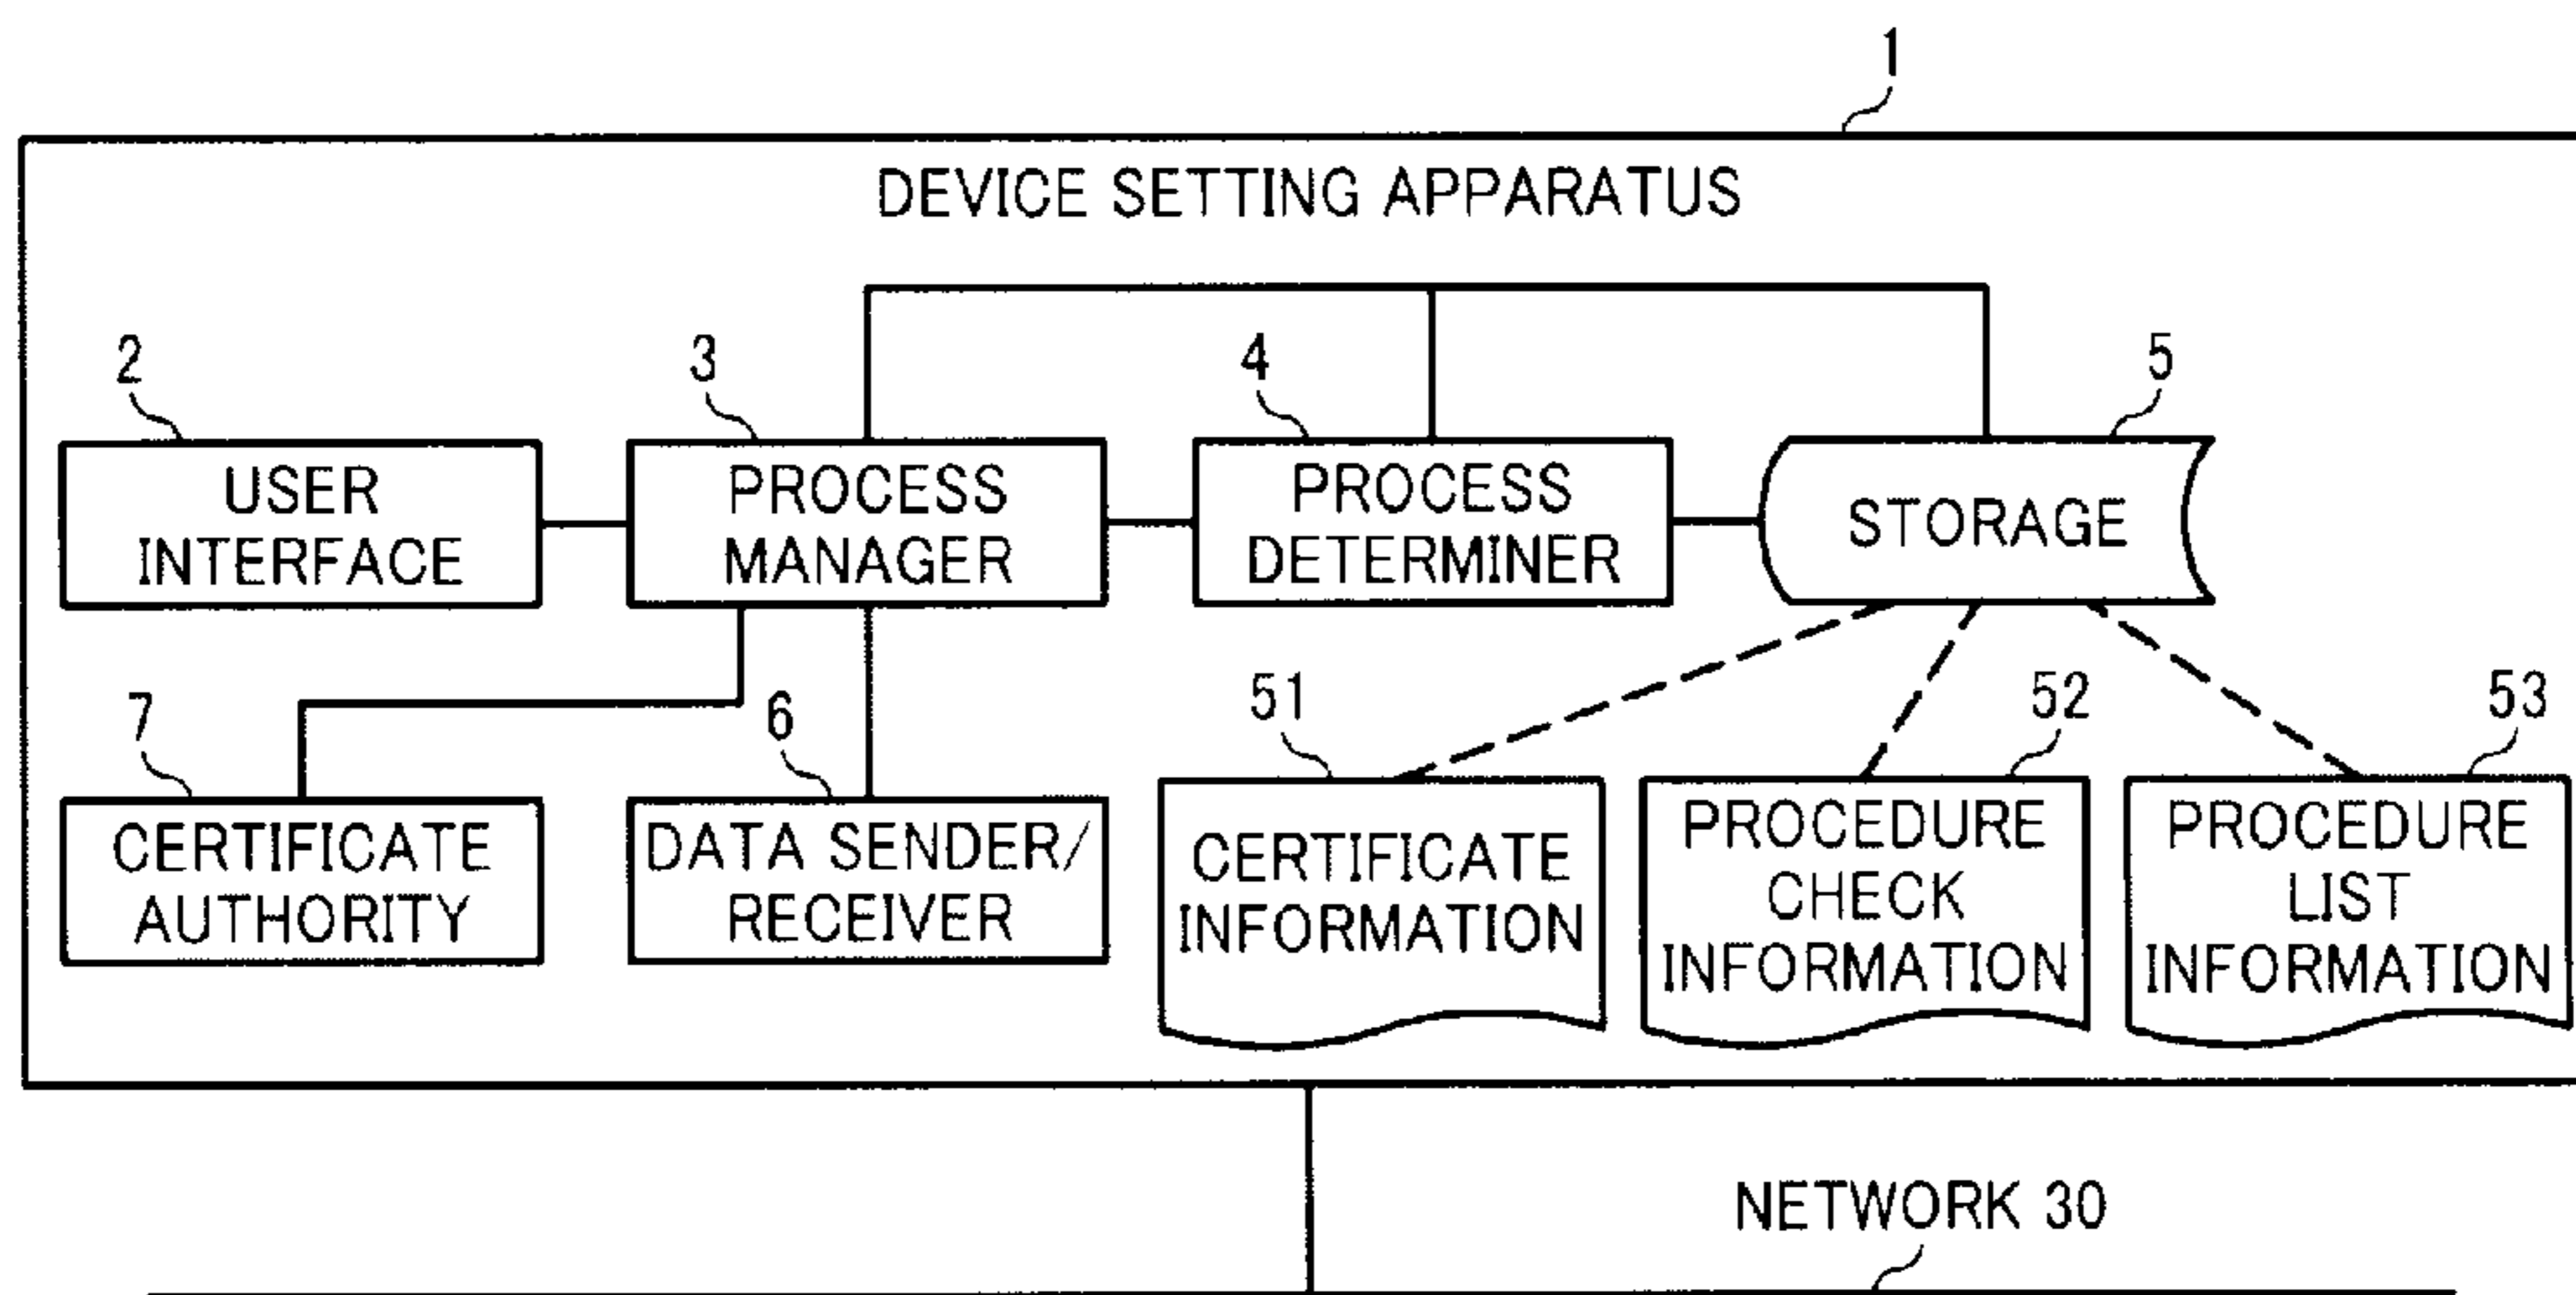 1
DEVICE SETTING APPARATUS
2
3
4
5
USER
INTERFACE
PROCESS
MANAGER
PROCESS
DETERMINER
STORAGE
7
6
51
52
53
CERTIFICATE
AUTHORITY
DATA SENDER/
RECEIVER
CERTIFICATE
INFORMATION
PROCEDURE
CHECK
INFORMATION
PROCEDURE
LIST
INFORMATION
NETWORK 30